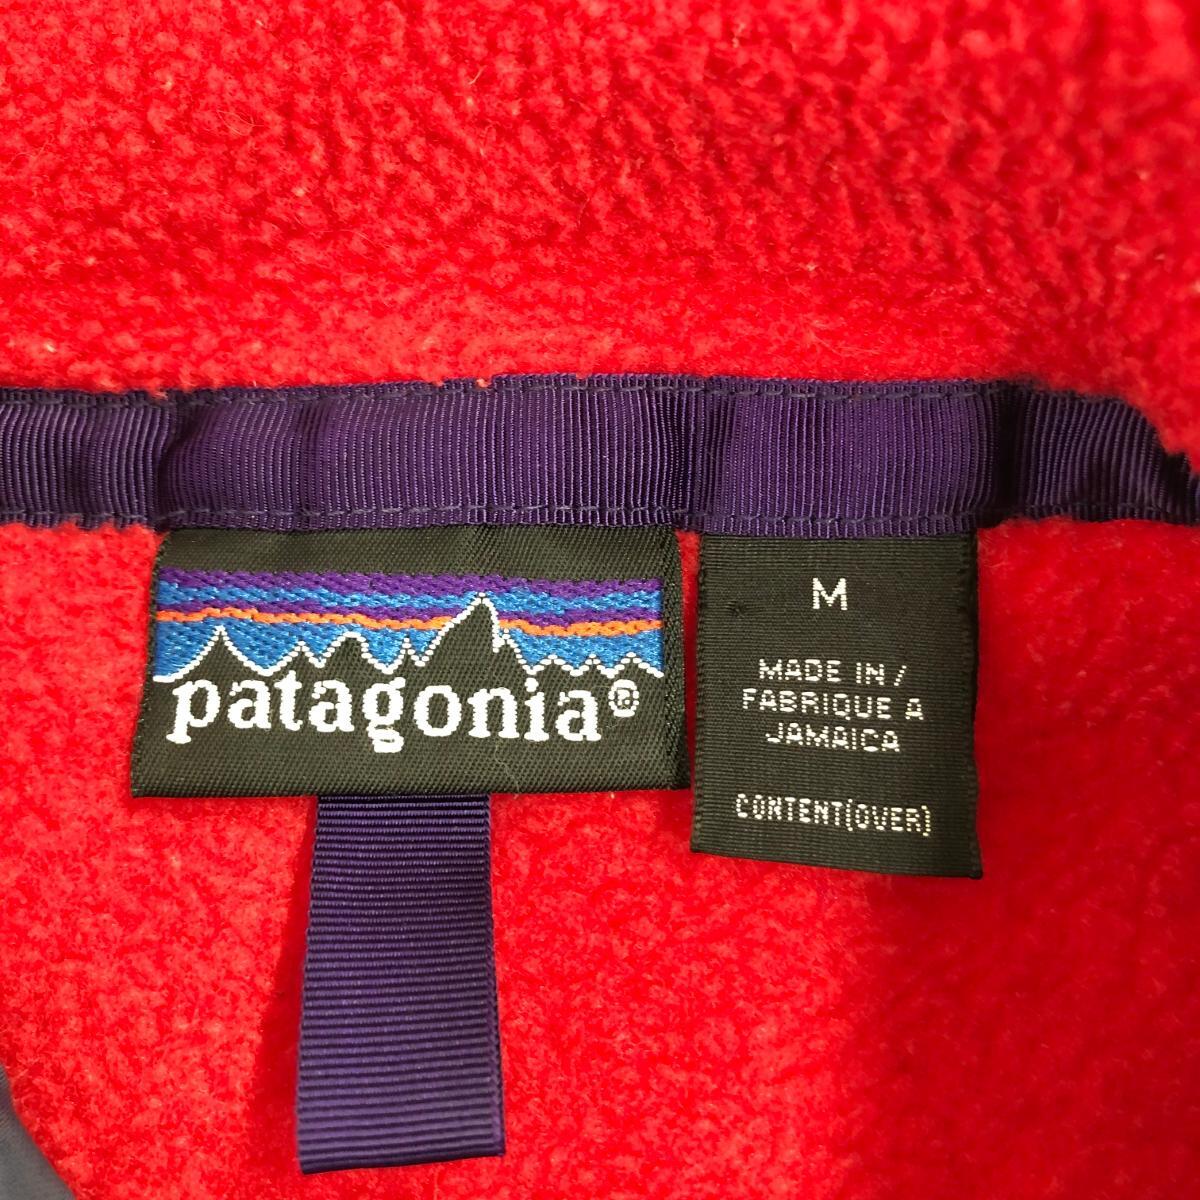 patagonia®
M
MADE IN /
FABRIQUE A
JAMAICA
CONTENT(OVER)